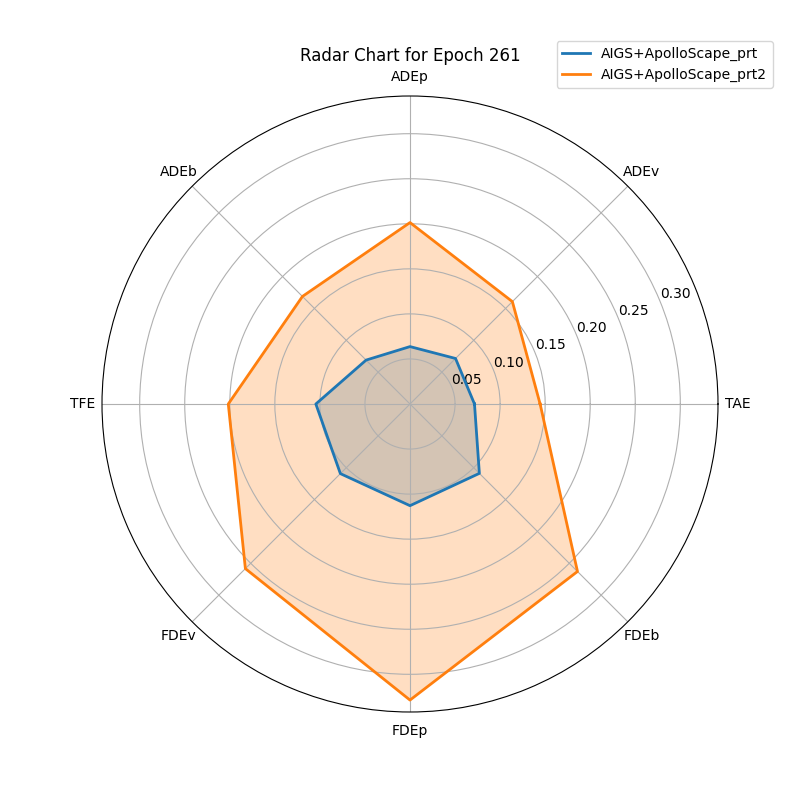 AIGS+ApolloScape_prt
AIGS+ApolloScape_prt2
Radar Chart for Epoch 261
ADEp
ADEb
ADEv
0.30
0.25
0.20
0.15
0.10
0.05
TFE
TAE
FDEv
FDEb
FDEp